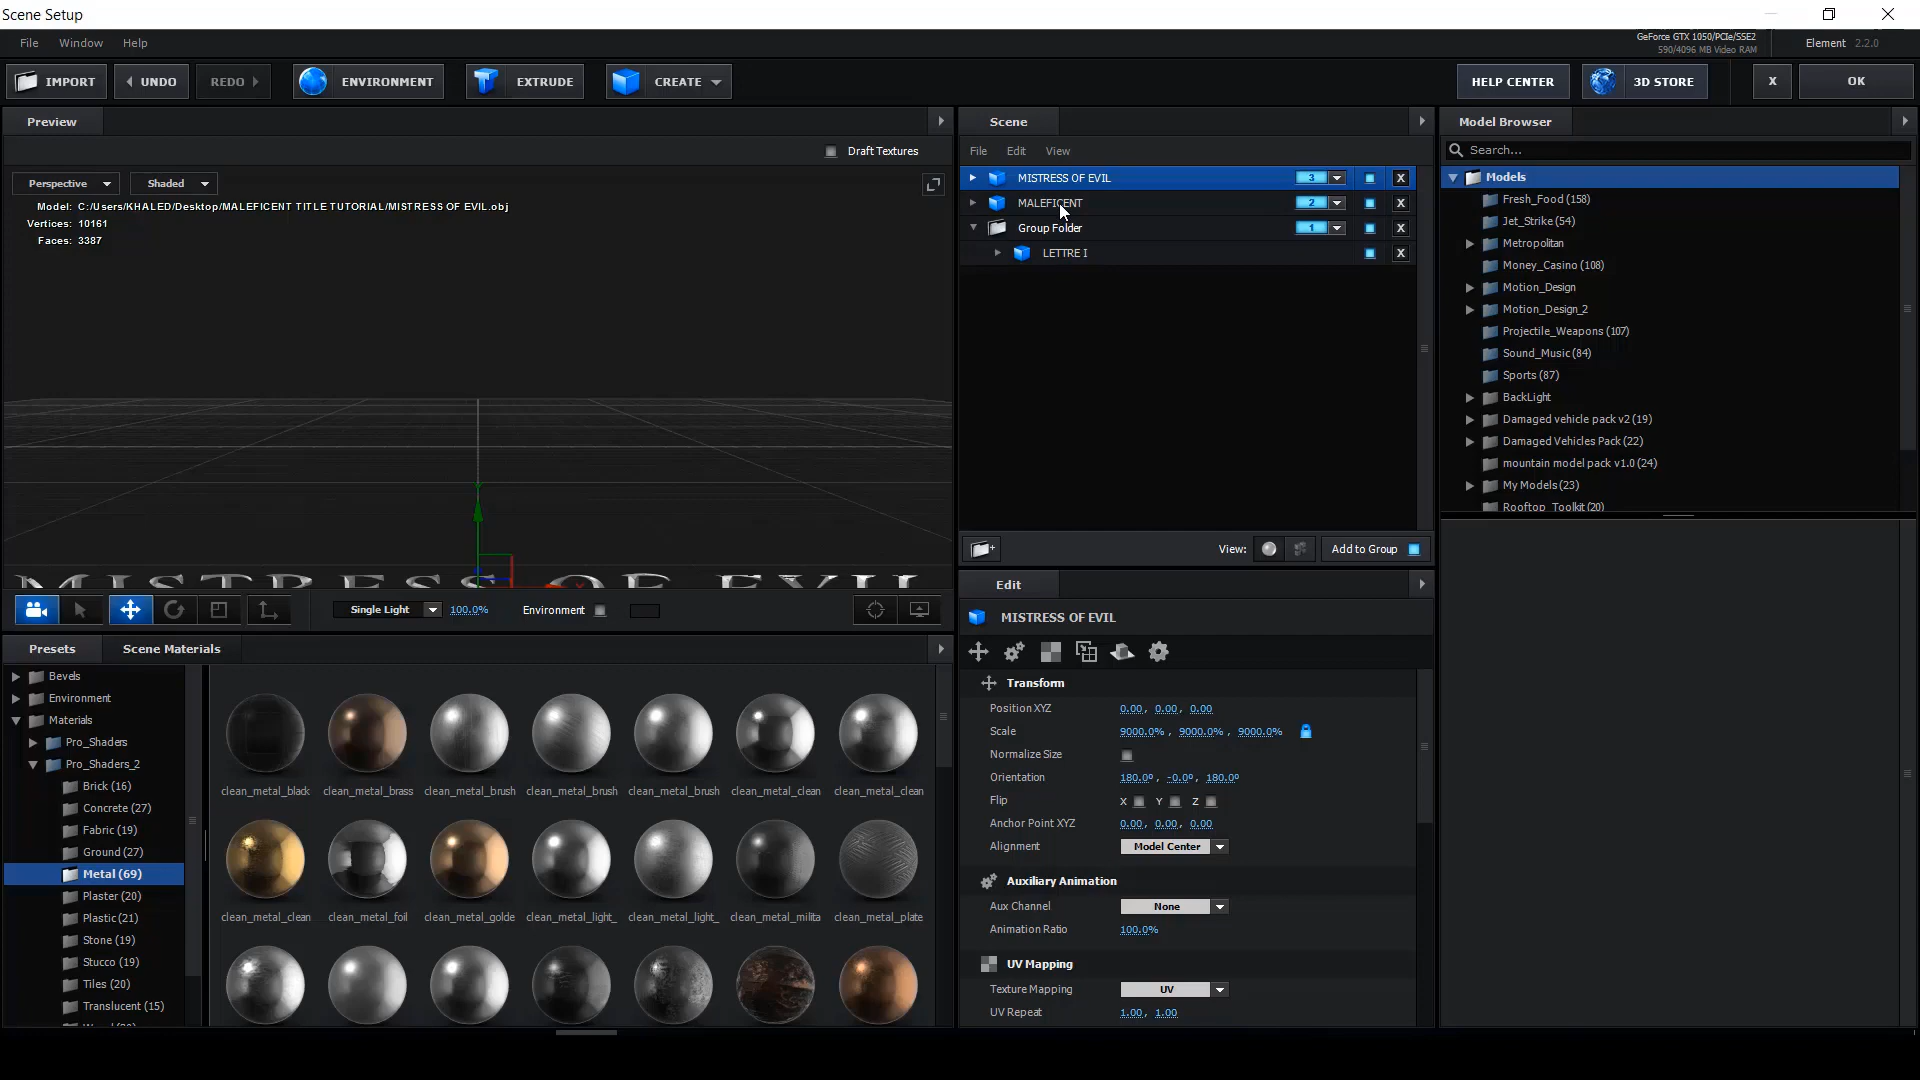 Scene Setup
File Window Help
GeForce GTX 1050/PCIe/SSE2
590/4096 MB Video RAM
Element 2.2.0
IMPORT UNDO REDO ENVIRONMENT EXTRUDE CREATE HELP CENTER 3D STORE X OK
Preview
Draft Textures
Perspective Shaded
Model: C:/Users/KHALED/Desktop/MALEFICENT TITLE TUTORIAL/MISTRESS OF EVIL.obj
Vertices: 10161
Faces: 3387
MISTRESS OF EVIL
Single Light 100.0% Environment
Presets Scene Materials
Bevels
Environment
Materials
Pro_Shaders
Pro_Shaders_2
Brick (16)
Concrete (27)
Fabric (19)
Ground (27)
Metal (69)
Plaster (20)
Plastic (21)
Stone (19)
Stucco (19)
Tiles (20)
Translucent (15)
clean_metal_black clean_metal_brass clean_metal_brush clean_metal_brush clean_metal_brush clean_metal_clean clean_metal_clean
clean_metal_clean clean_metal_foil clean_metal_golde clean_metal_light_ clean_metal_light_ clean_metal_milita clean_metal_plate
Scene
File Edit View
MISTRESS OF EVIL 3 X
MALEFICENT 2 X
Group Folder 1 X
LETTRE I X
View: Add to Group
Edit
MISTRESS OF EVIL
Transform
Position XYZ 0.00, 0.00, 0.00
Scale 9000.0%, 9000.0%, 9000.0%
Normalize Size
Orientation 180.0º, -0.0º, 180.0º
Flip X Y Z
Anchor Point XYZ 0.00, 0.00, 0.00
Alignment Model Center
Auxiliary Animation
Aux Channel None
Animation Ratio 100.0%
UV Mapping
Texture Mapping UV
UV Repeat 1.00, 1.00
Model Browser
Search...
Models
Fresh_Food (158)
Jet_Strike (54)
Metropolitan
Money_Casino (108)
Motion_Design
Motion_Design_2
Projectile_Weapons (107)
Sound_Music (84)
Sports (87)
BackLight
Damaged vehicle pack v2 (19)
Damaged Vehicles Pack (22)
mountain model pack v1.0 (24)
My Models (23)
Rooftop_Toolkit (20)